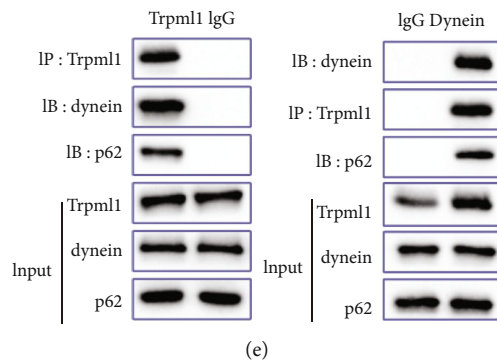 Trpml1 lgG
lP : Trpml1
lB : dynein
lB : p62
Trpml1
dynein
p62
lnput
lgG Dynein
lB : dynein
lP : Trpml1
lB : p62
Trpml1
dynein
p62
lnput
(e)